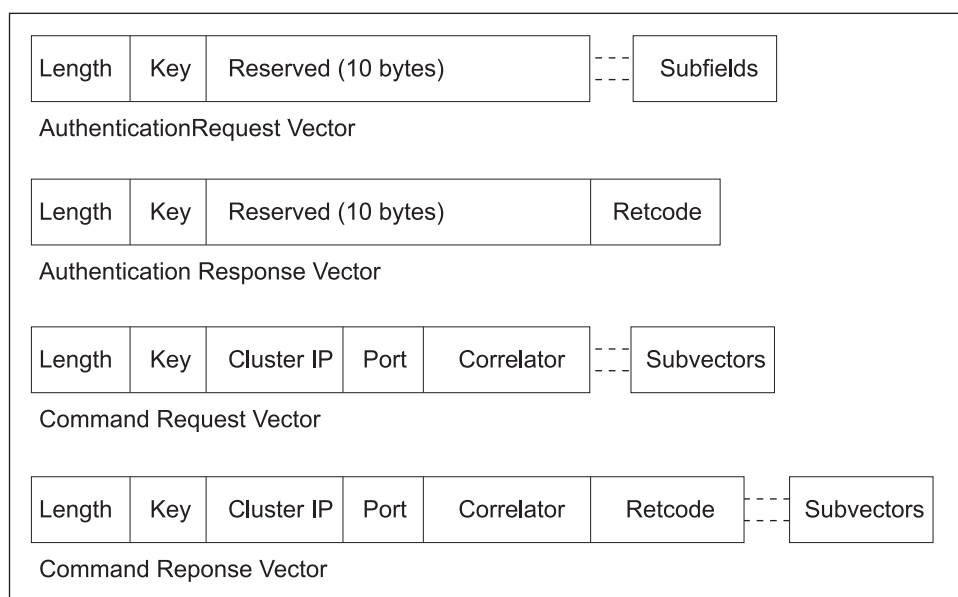 Length Key Reserved (10 bytes) Subfields
AuthenticationRequest Vector
Length Key Reserved (10 bytes) Retcode
Authentication Response Vector
Length Key Cluster IP Port Correlator Subvectors
Command Request Vector
Length Key Cluster IP Port Correlator Retcode Subvectors
Command Reponse Vector